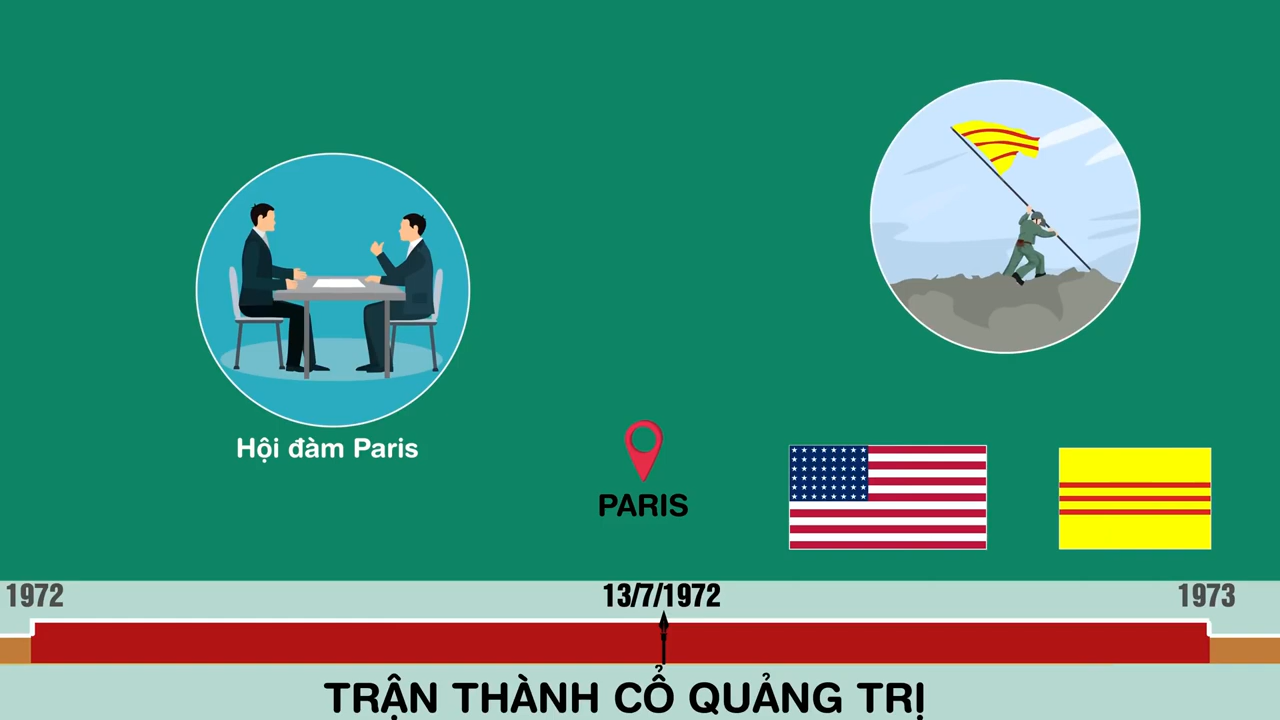 Hội đàm Paris
PARIS
1972
13/7/1972
1973
TRẬN THÀNH CỔ QUẢNG TRỊ